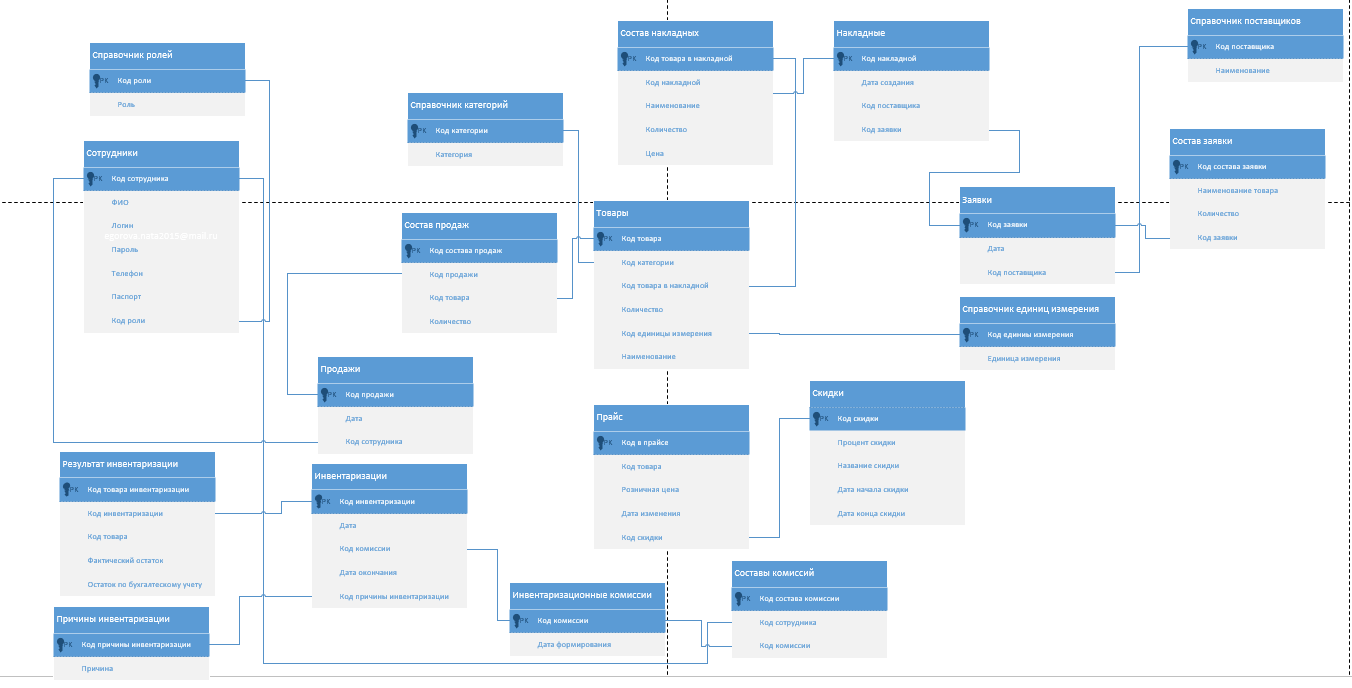 Справочник ролей
PK Код роли
Роль
Сотрудники
PK Код сотрудника
ФИО
Логин
Пароль
Телефон
Паспорт
Код роли
Справочник категорий
PK Код категории
Категория
Состав продаж
PK Код состава продаж
Код продажи
Код товара
Количество
Продажи
PK Код продажи
Дата
Код сотрудника
Состав накладных
PK Код товара в накладной
Код накладной
Наименование
Количество
Цена
Накладные
PK Код накладной
Дата создания
Код поставщика
Код заявки
Справочник поставщиков
PK Код поставщика
Наименование
Состав заявки
PK Код состава заявки
Наименование товара
Количество
Код заявки
Заявки
PK Код заявки
Дата
Код поставщика
Товары
PK Код товара
Код категории
Код товара в накладной
Количество
Код единицы измерения
Наименование
Справочник единиц измерения
PK Код единны измерения
Единица измерения
Прайс
PK Код в прайсе
Код товара
Розничная цена
Дата изменения
Код скидки
Скидки
PK Код скидки
Процент скидки
Название скидки
Дата начала скидки
Дата конца скидки
Результат инвентаризации
PK Код товара инвентаризации
Код инвентаризации
Код товара
Фактический остаток
Остаток по бухгалтескому учету
Инвентаризации
PK Код инвентаризации
Дата
Код комиссии
Дата окончания
Код причины инвентаризации
Причины инвентаризации
PK Код причины инвентаризации
Причина
Инвентаризационные комиссии
PK Код комиссии
Дата формирования
Составы комиссий
PK Код состава комиссии
Код сотрудника
Код комиссии